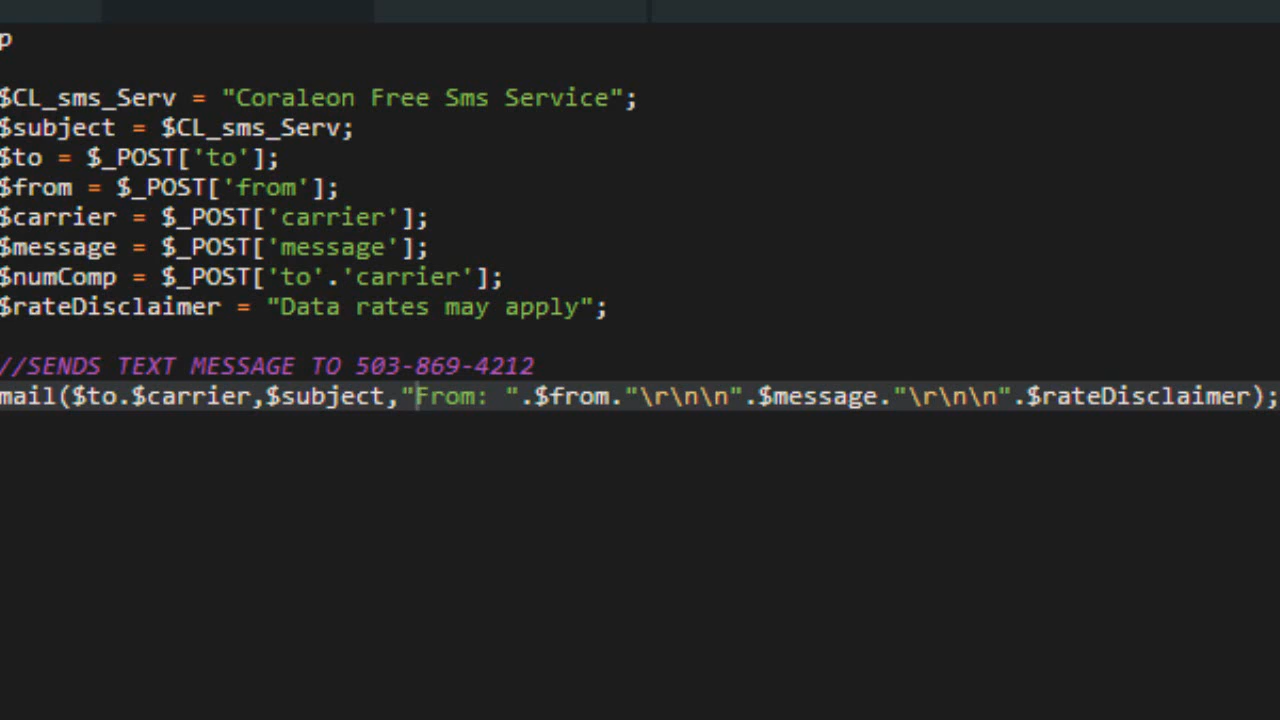 p
$CL_sms_Serv = "Coraleon Free Sms Service";
$subject = $CL_sms_Serv;
$to = $_POST['to'];
$from = $_POST['from'];
$carrier = $_POST['carrier'];
$message = $_POST['message'];
$numComp = $_POST['to'.'carrier'];
$rateDisclaimer = "Data rates may apply";
//SENDS TEXT MESSAGE TO 503-869-4212
mail($to.$carrier,$subject,"From: ".$from."\r\n\n".$message."\r\n\n".$rateDisclaimer);